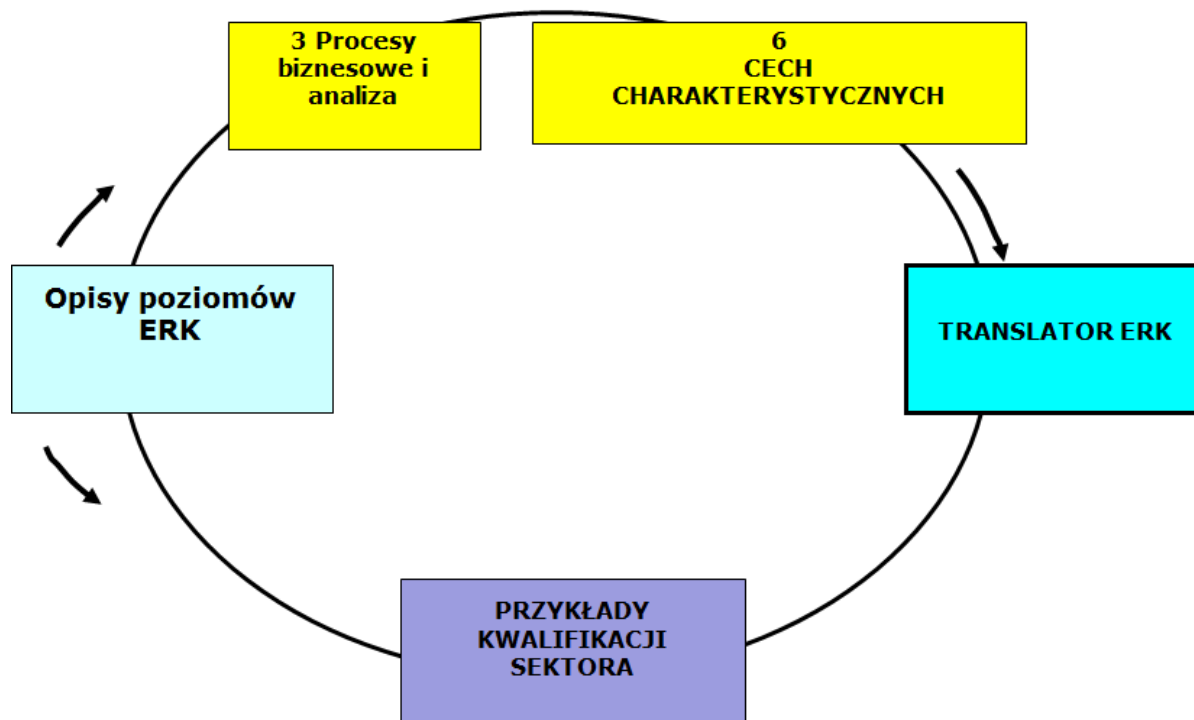 3 Procesy
biznesowe i
analiza
6
CECH
CHARAKTERYSTYCZNYCH
Opisy poziomów
ERK
TRANSLATOR ERK
PRZYKŁADY
KWALIFIKACJI
SEKTORA